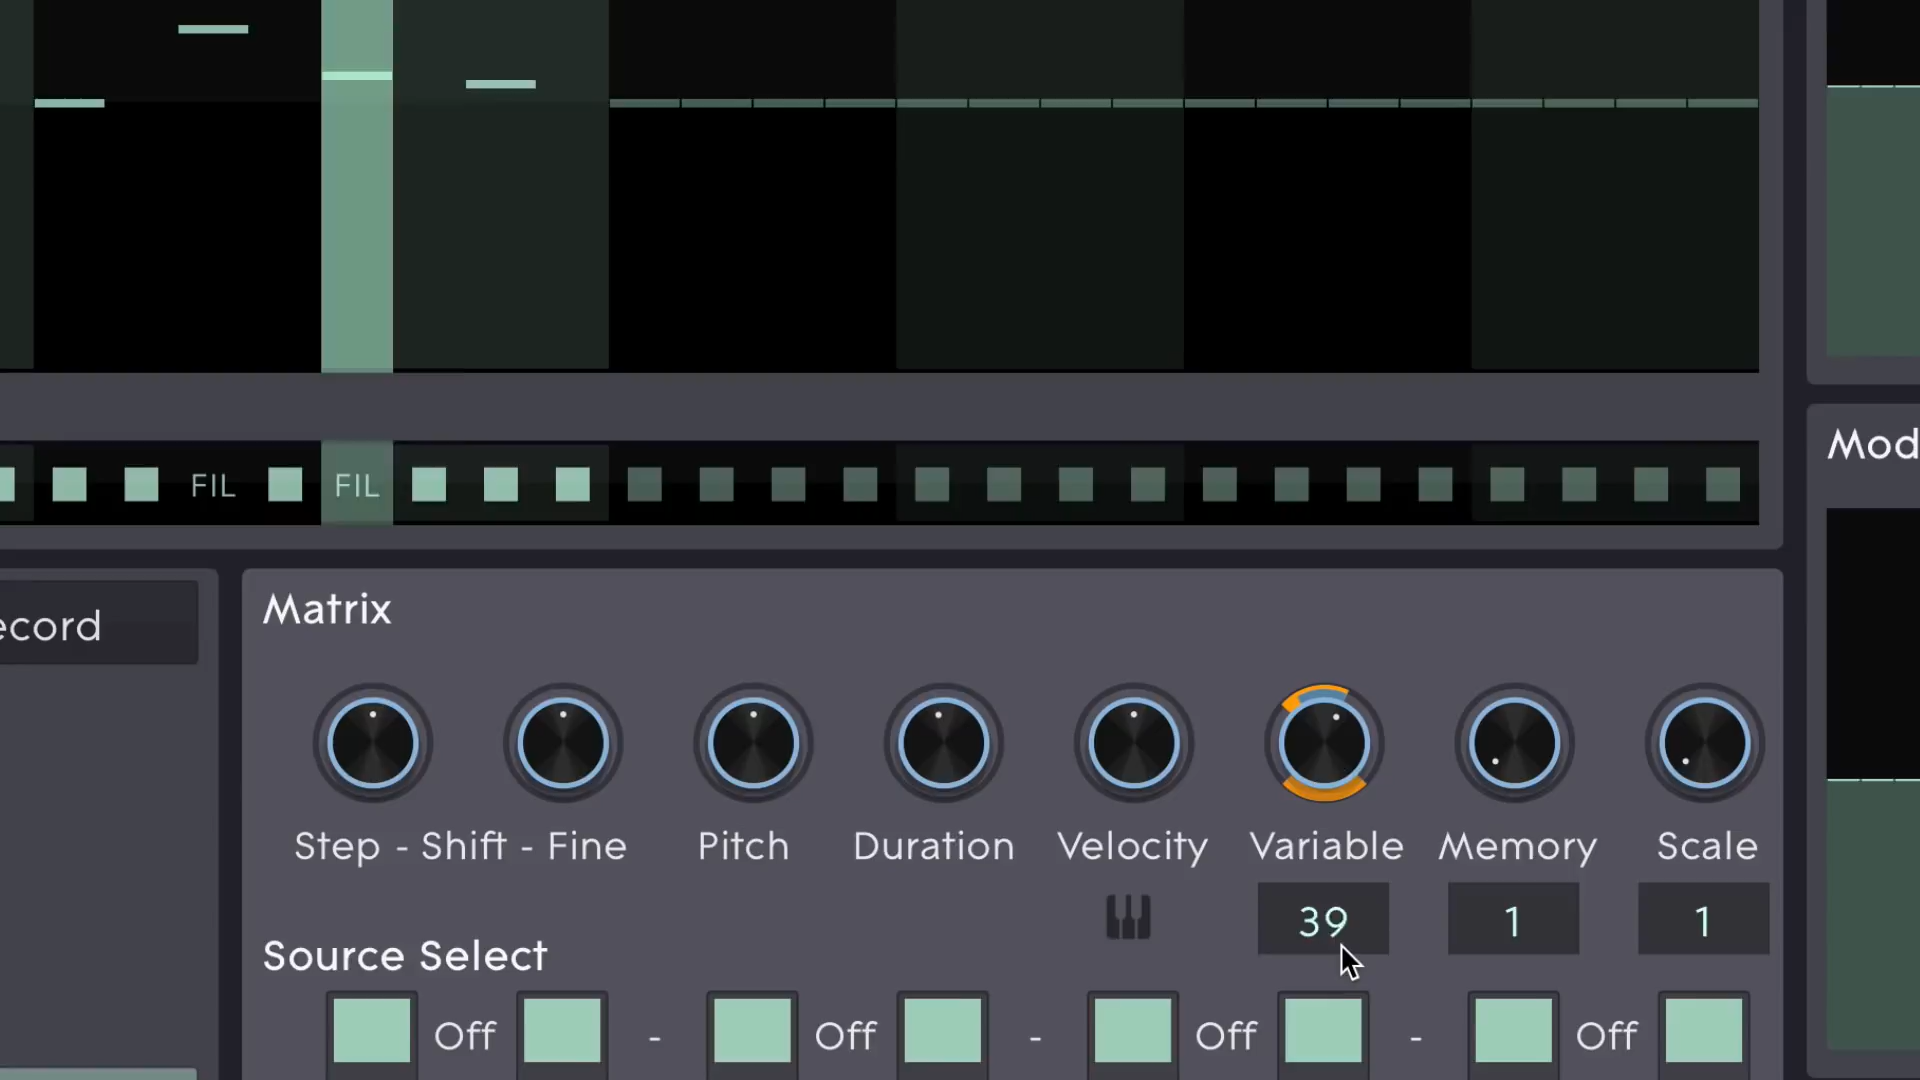 FIL FIL
Mod
ecord
Matrix
Step - Shift - Fine Pitch Duration Velocity Variable Memory Scale
39 1 1
Source Select
Off - Off - Off - Off